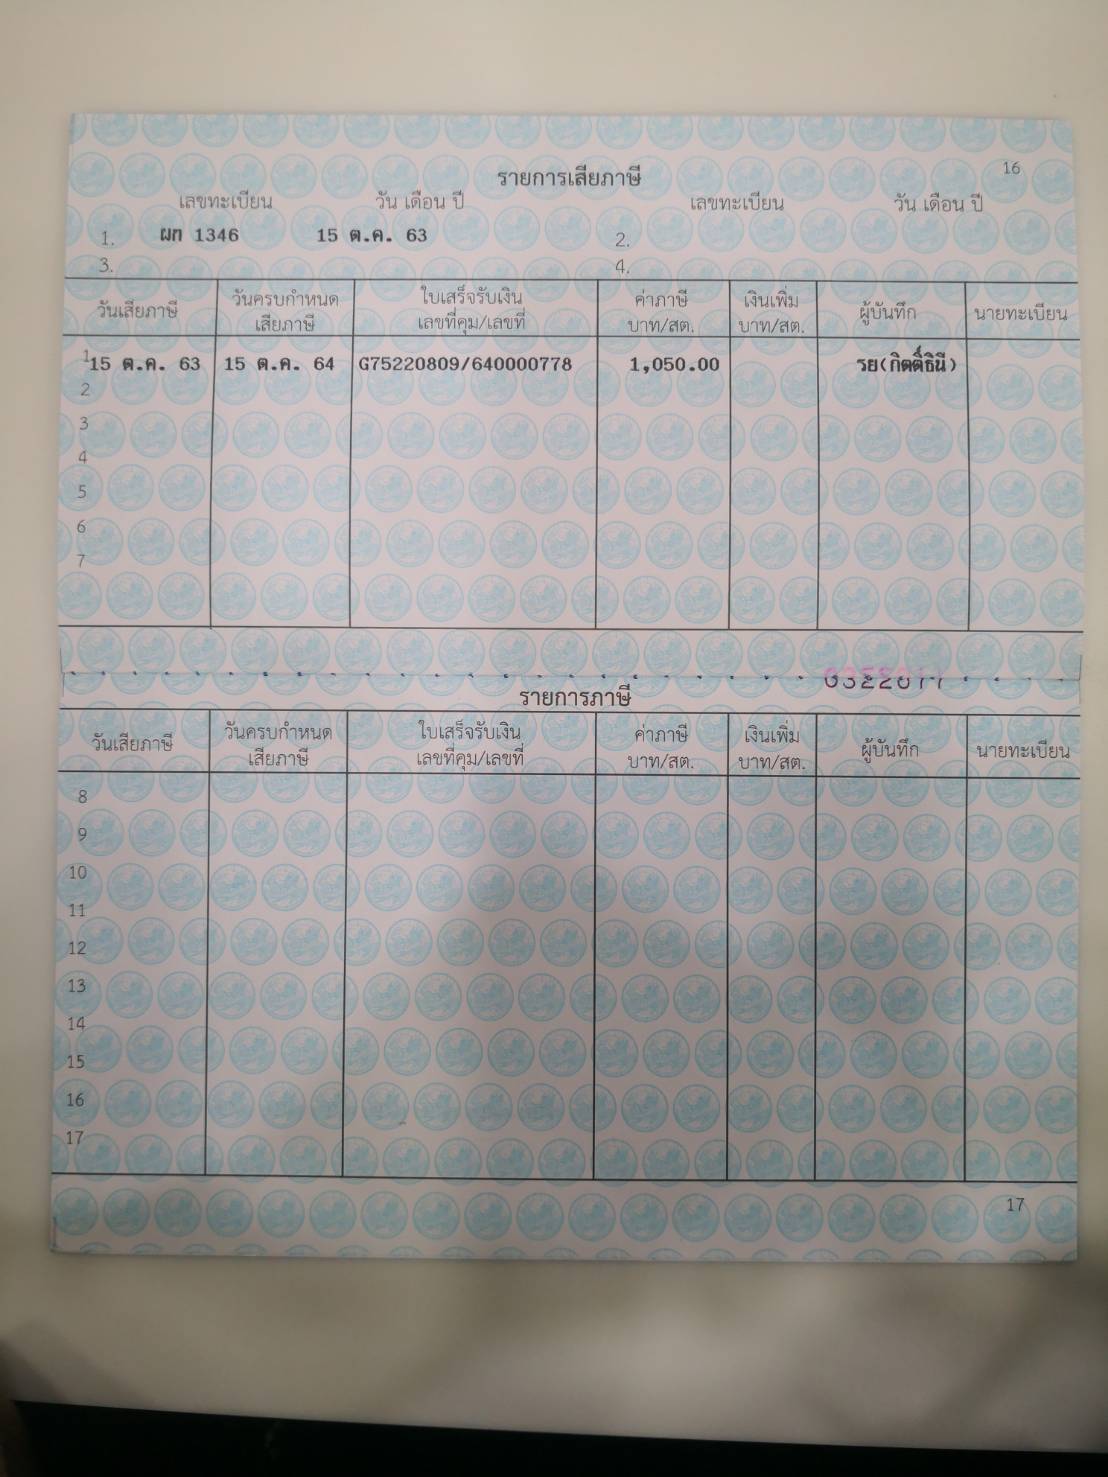 16
รายการเสียภาษี
เลขทะเบียน วัน เดือน ปี เลขทะเบียน วัน เดือน ปี
1. ผก 1346 15 ต.ค. 63 2.
3. 4.
วันเสียภาษี วันครบกำหนด เสียภาษี ใบเสร็จรับเงิน เลขที่คุม/เลขที่ ค่าภาษี บาท/สต. เงินเพิ่ม บาท/สต. ผู้บันทึก นายทะเบียน
1 15 ต.ค. 63 15 ต.ค. 64 G75220809/640000778 1,050.00 รย(กิตติ์ธินี)
2
3
4
5
6
7
รายการภาษี
วันเสียภาษี วันครบกำหนด เสียภาษี ใบเสร็จรับเงิน เลขที่คุม/เลขที่ ค่าภาษี บาท/สต. เงินเพิ่ม บาท/สต. ผู้บันทึก นายทะเบียน
8
9
10
11
12
13
14
15
16
17
17